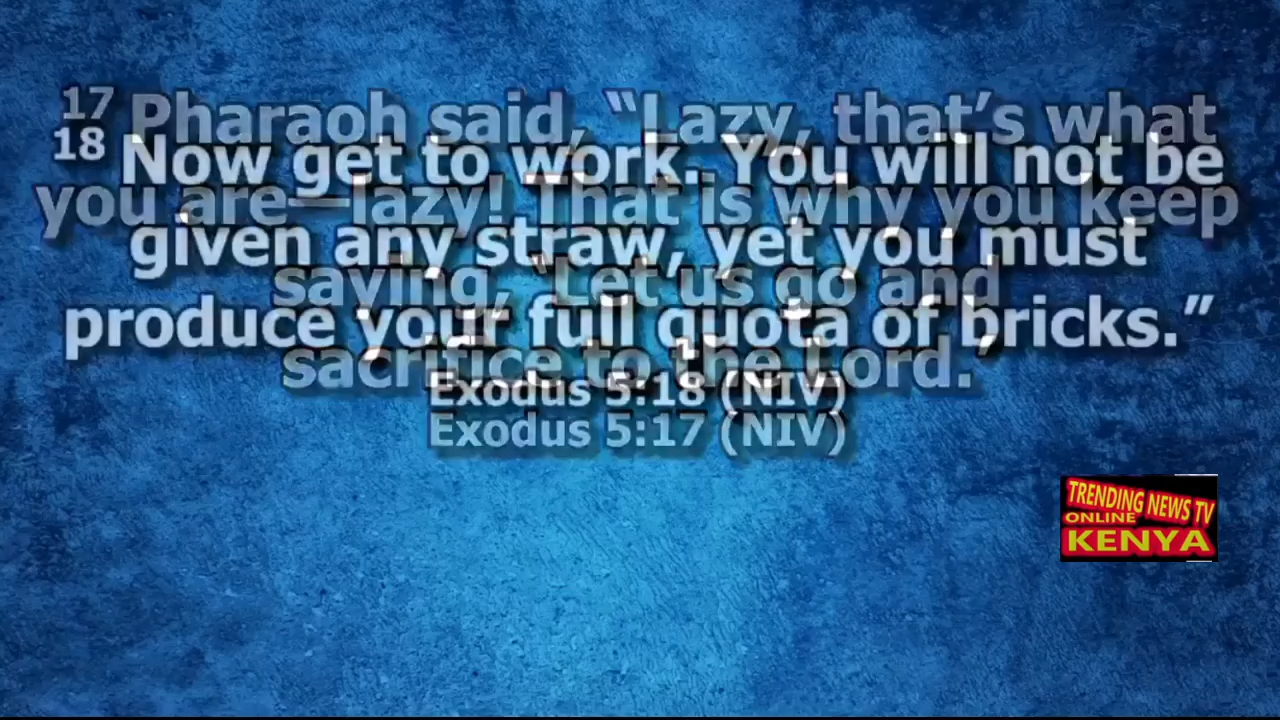 17 Pharaoh said, “Lazy, that’s what
you are—lazy! That is why you keep
saying, ‘Let us go and
sacrifice to the Lord.’
Exodus 5:17 (NIV)
18 Now get to work. You will not be
given any straw, yet you must
produce your full quota of bricks.”
Exodus 5:18 (NIV)
TRENDING NEWS TV
ONLINE
KENYA